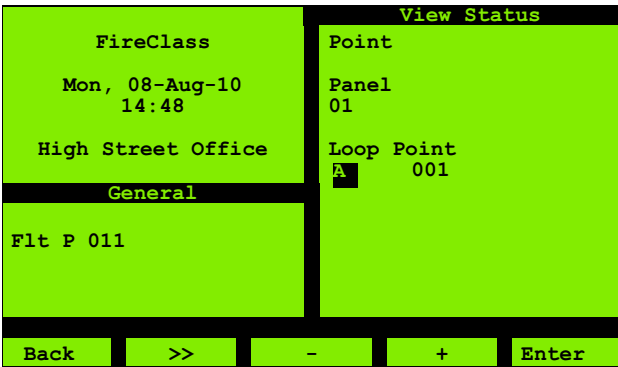 FireClass
Mon, 08-Aug-10
14:48
High Street Office
General
Flt P 011
View Status
Point
Panel
01
Loop Point
A 001
Back >> - + Enter